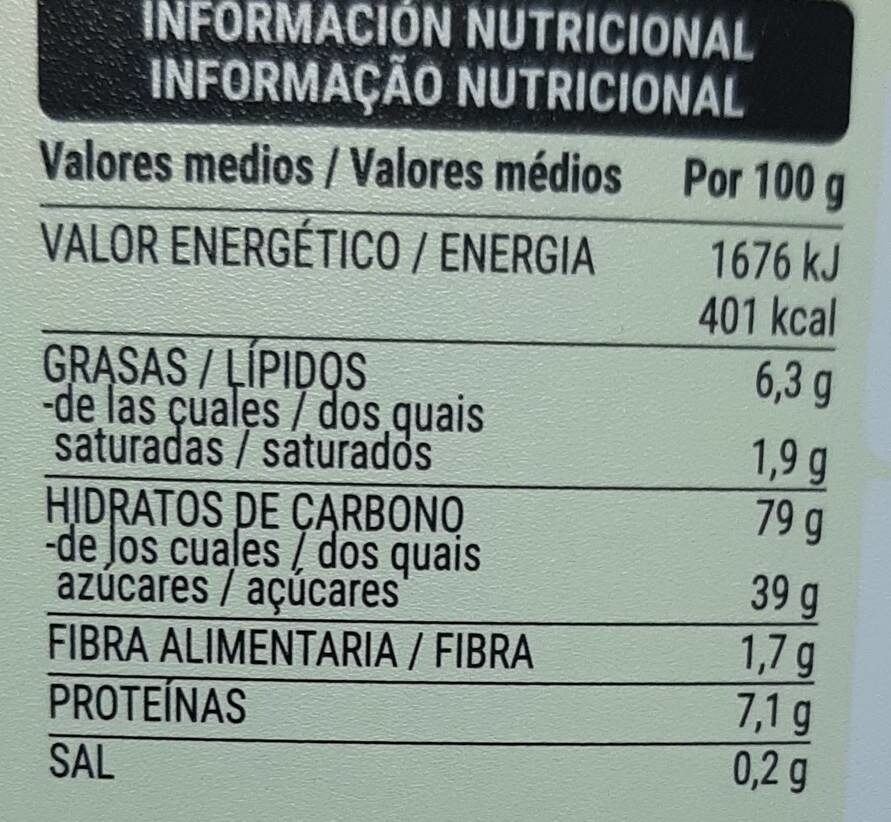 INFORMACIÓN NUTRICIONAL
INFORMAÇÃO NUTRICIONAL
Valores medios / Valores médios Por 100 g
VALOR ENERGÉTICO / ENERGIA 1676 kJ
401 kcal
GRASAS / LÍPIDOS 6,3 g
-de las cuales / dos quais
saturadas / saturados 1,9 g
HIDRATOS DE CARBONO 79 g
-de los cuales / dos quais
azúcares / açúcares 39 g
FIBRA ALIMENTARIA / FIBRA 1,7 g
PROTEÍNAS 7,1 g
SAL 0,2 g